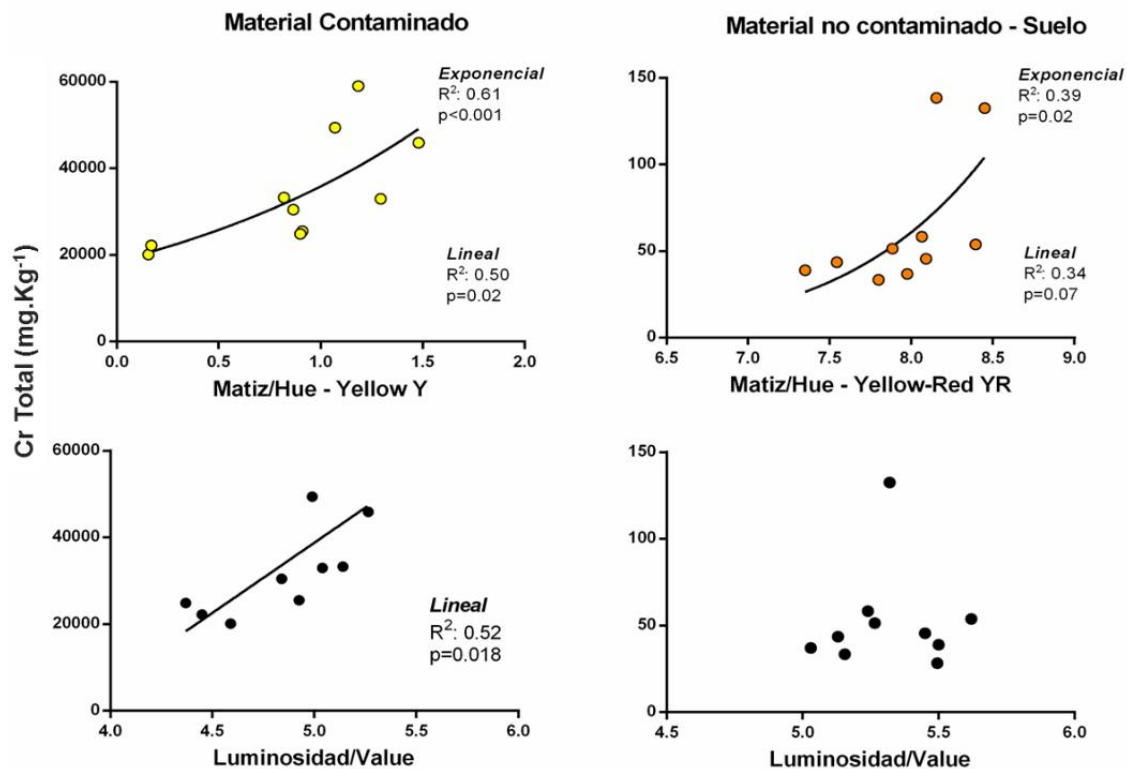 Material Contaminado
Material no contaminado - Suelo
Cr Total (mg.Kg-1)
60000
40000
20000
0
0.0 0.5 1.0 1.5 2.0
Matiz/Hue - Yellow Y
Exponencial
R2: 0.61
p<0.001
Lineal
R2: 0.50
p=0.02
150
100
50
0
6.5 7.0 7.5 8.0 8.5 9.0
Matiz/Hue - Yellow-Red YR
Exponencial
R2: 0.39
p=0.02
Lineal
R2: 0.34
p=0.07
60000
40000
20000
0
4.0 4.5 5.0 5.5 6.0
Luminosidad/Value
Lineal
R2: 0.52
p=0.018
150
100
50
0
4.5 5.0 5.5 6.0
Luminosidad/Value